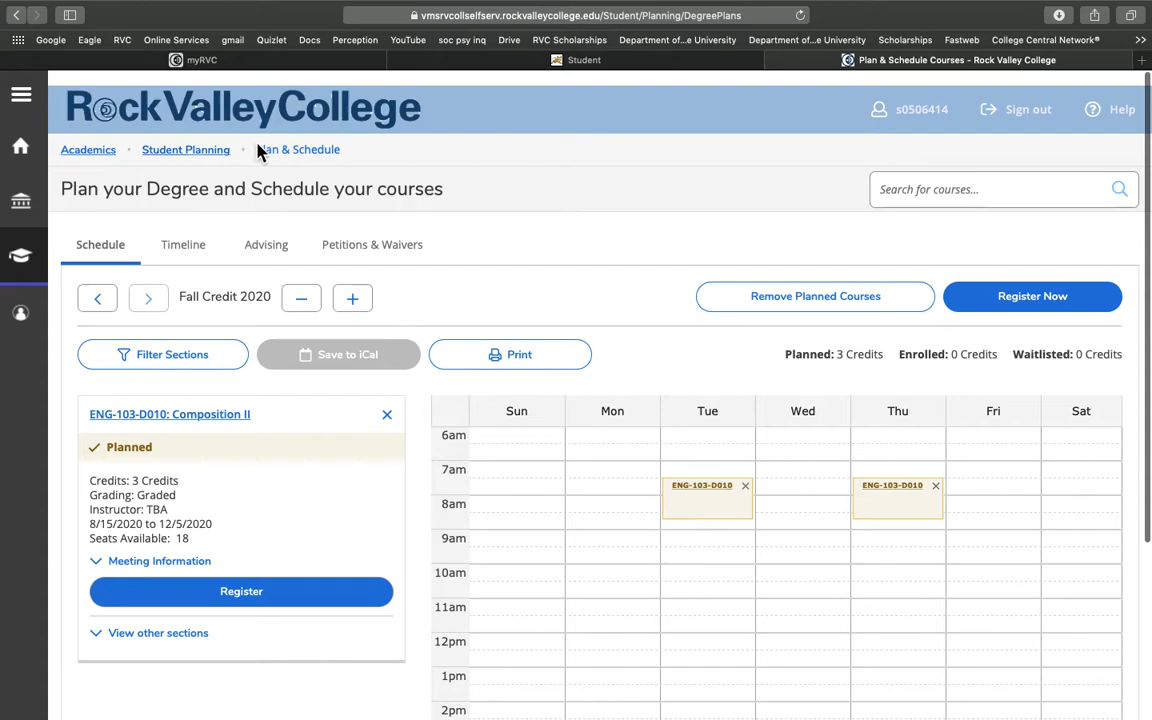 vmsrvcollselfserv.rockvalleycollege.edu/Student/Planning/DegreePlans
Google Eagle RVC Online Services gmail Quizlet Docs Perception YouTube soc psy inq Drive RVC Scholarships Department of...e University Department of...e University Scholarships Fastweb College Central Network®
myRVC Student Plan & Schedule Courses - Rock Valley College
RockValleyCollege
s0506414 Sign out Help
Academics Student Planning Plan & Schedule
Plan your Degree and Schedule your courses
Search for courses...
Schedule Timeline Advising Petitions & Waivers
Fall Credit 2020
Remove Planned Courses Register Now
Filter Sections Save to iCal Print
Planned: 3 Credits Enrolled: 0 Credits Waitlisted: 0 Credits
ENG-103-D010: Composition II
Planned
Credits: 3 Credits
Grading: Graded
Instructor: TBA
8/15/2020 to 12/5/2020
Seats Available: 18
Meeting Information
Register
View other sections
Sun Mon Tue Wed Thu Fri Sat
6am
7am
ENG-103-D010 ENG-103-D010
8am
9am
10am
11am
12pm
1pm
2pm